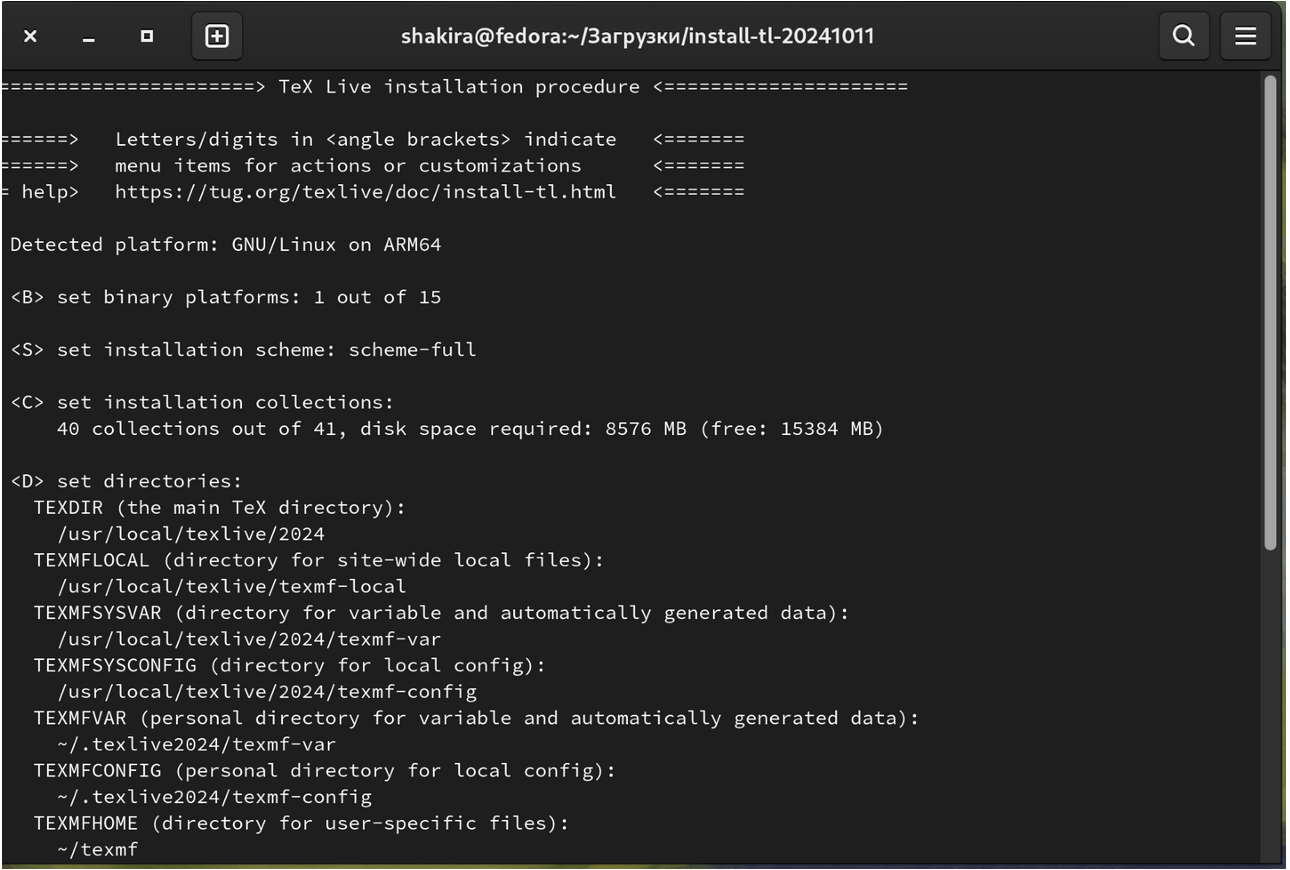 shakira@fedora:~/Загрузки/install-tl-20241011
=====================> TeX Live installation procedure <=====================
======>   Letters/digits in <angle brackets> indicate   <=======
======>   menu items for actions or customizations      <=======
= help>   https://tug.org/texlive/doc/install-tl.html   <=======
Detected platform: GNU/Linux on ARM64
<B> set binary platforms: 1 out of 15
<S> set installation scheme: scheme-full
<C> set installation collections:
40 collections out of 41, disk space required: 8576 MB (free: 15384 MB)
<D> set directories:
TEXDIR (the main TeX directory):
/usr/local/texlive/2024
TEXMFLOCAL (directory for site-wide local files):
/usr/local/texlive/texmf-local
TEXMFSYSVAR (directory for variable and automatically generated data):
/usr/local/texlive/2024/texmf-var
TEXMFSYSCONFIG (directory for local config):
/usr/local/texlive/2024/texmf-config
TEXMFVAR (personal directory for variable and automatically generated data):
~/.texlive2024/texmf-var
TEXMFCONFIG (personal directory for local config):
~/.texlive2024/texmf-config
TEXMFHOME (directory for user-specific files):
~/texmf